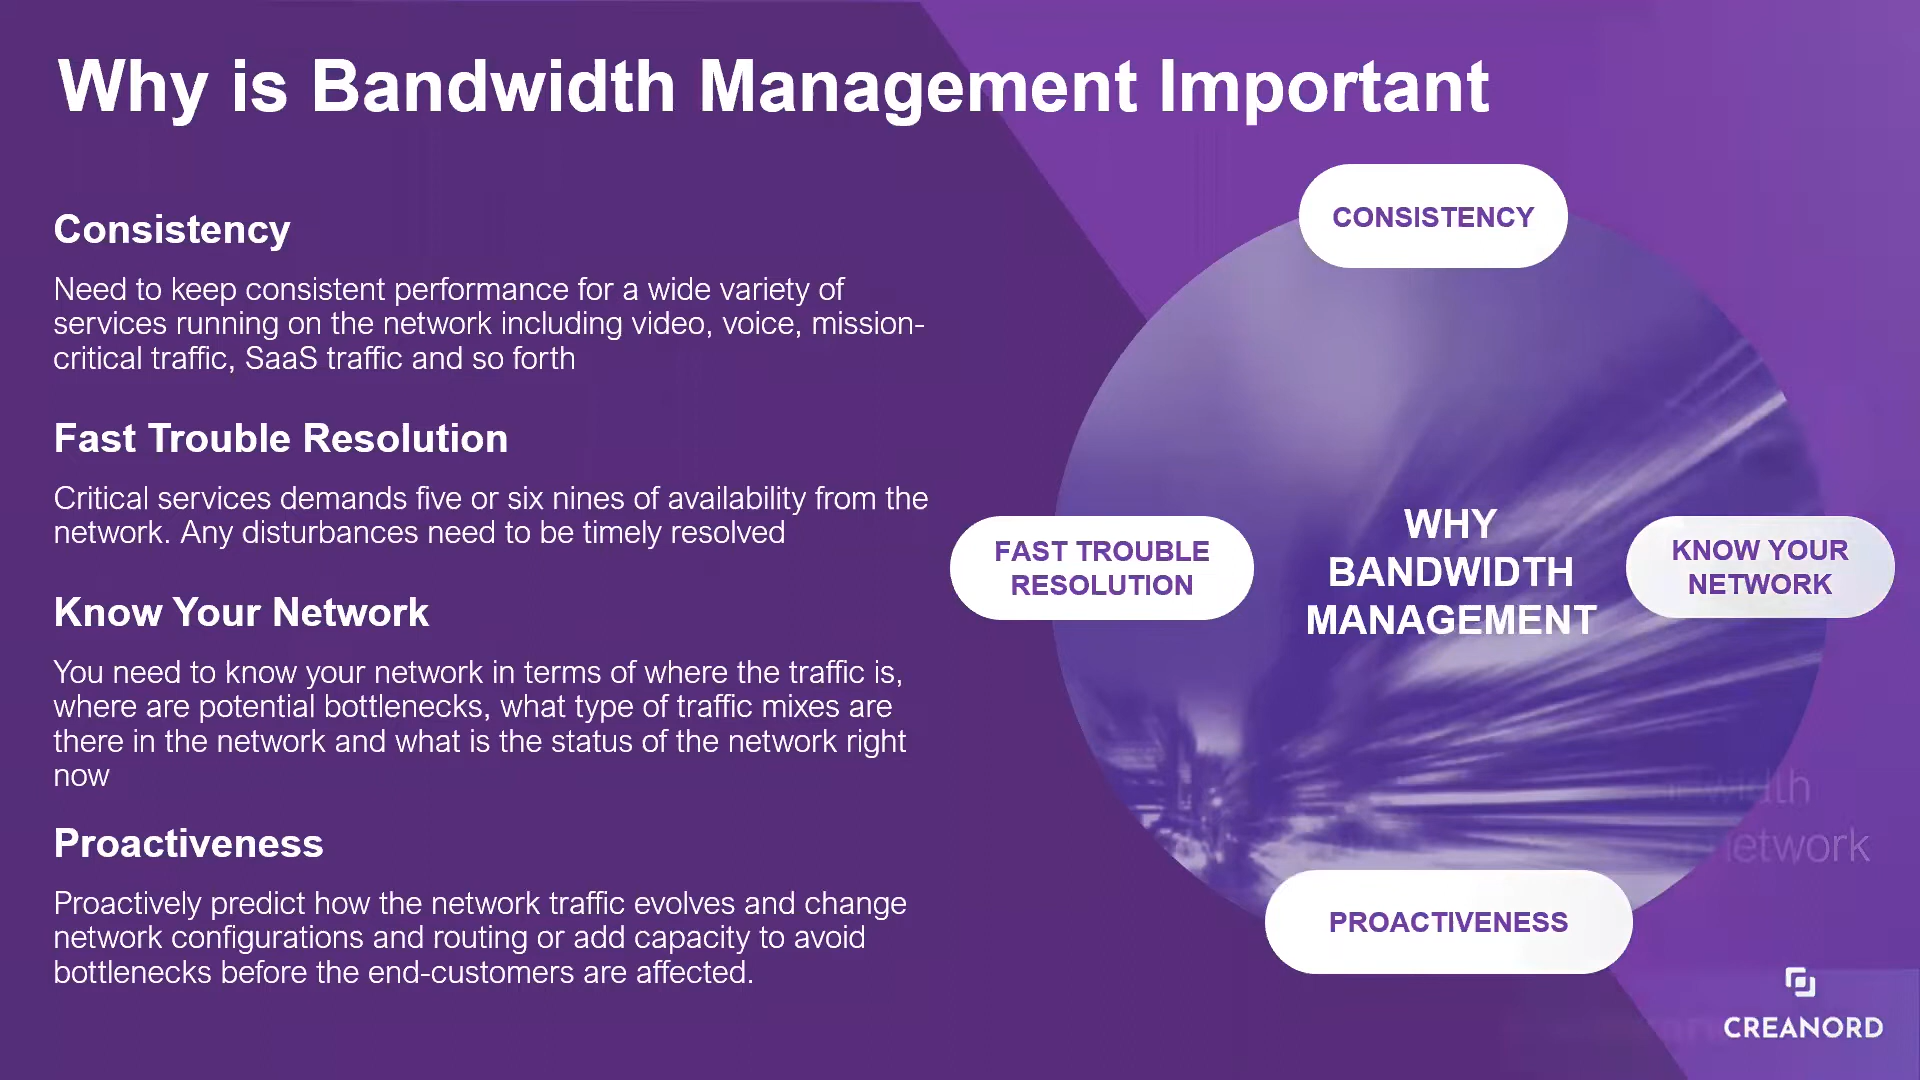 Why is Bandwidth Management Important
Consistency
Need to keep consistent performance for a wide variety of
services running on the network including video, voice, mission-
critical traffic, SaaS traffic and so forth
Fast Trouble Resolution
Critical services demands five or six nines of availability from the
network. Any disturbances need to be timely resolved
Know Your Network
You need to know your network in terms of where the traffic is,
where are potential bottlenecks, what type of traffic mixes are
there in the network and what is the status of the network right
now
Proactiveness
Proactively predict how the network traffic evolves and change
network configurations and routing or add capacity to avoid
bottlenecks before the end-customers are affected.
CONSISTENCY
FAST TROUBLE
RESOLUTION
WHY
BANDWIDTH
MANAGEMENT
KNOW YOUR
NETWORK
PROACTIVENESS
CREANORD